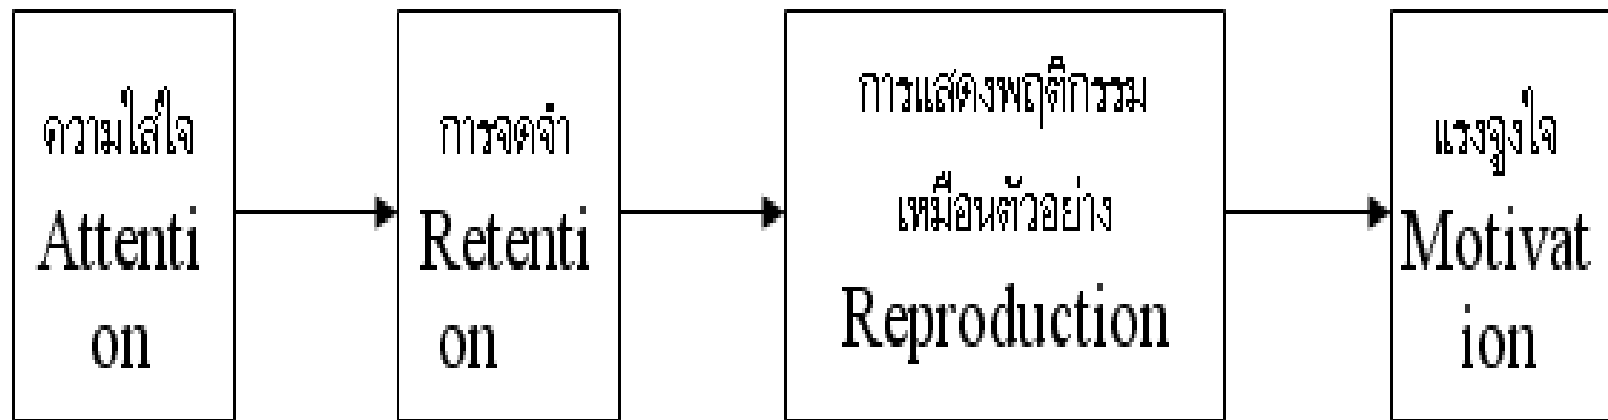 ความใส่ใจ
Attenti
on
การจดจำ
Retenti
on
การแสดงพฤติกรรม
เหมือนตัวอย่าง
Reproduction
แรงจูงใจ
Motivat
ion